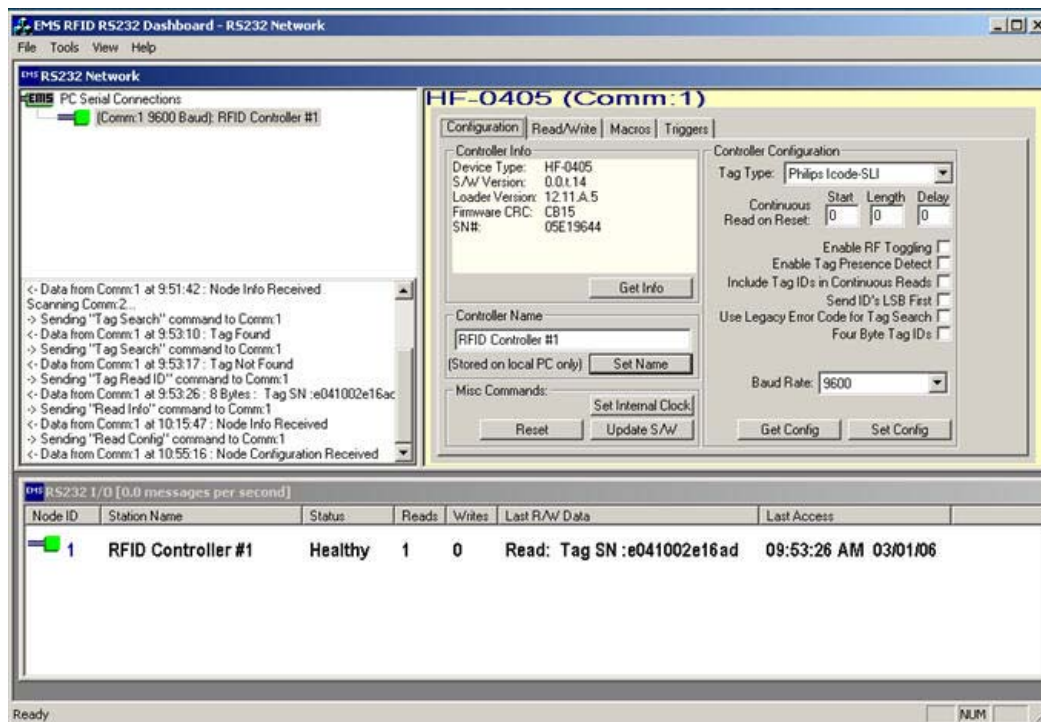 EMS RFID RS232 Dashboard - RS232 Network
File Tools View Help
EMS RS232 Network
EMS PC Serial Connections
(Comm:1 9600 Baud): RFID Controller #1
<- Data from Comm:1 at 9:51:42 : Node Info Received
Scanning Comm:2...
-> Sending "Tag Search" command to Comm:1
<- Data from Comm:1 at 9:53:10 : Tag Found
-> Sending "Tag Search" command to Comm:1
<- Data from Comm:1 at 9:53:17 : Tag Not Found
-> Sending "Tag Read ID" command to Comm:1
<- Data from Comm:1 at 9:53:26 : 8 Bytes : Tag SN :e041002e16ac
-> Sending "Read Info" command to Comm:1
<- Data from Comm:1 at 10:15:47 : Node Info Received
-> Sending "Read Config" command to Comm:1
<- Data from Comm:1 at 10:55:16 : Node Configuration Received
HF-0405 (Comm:1)
Configuration Read/Write Macros Triggers
Controller Info
Device Type: HF-0405
S/W Version: 0.0.t.14
Loader Version: 12.11.A.5
Firmware CRC: CB15
SN#: 05E19644
Get Info
Controller Name
RFID Controller #1
(Stored on local PC only) Set Name
Misc Commands:
Set Internal Clock
Reset Update S/W
Controller Configuration
Tag Type: Philips Icode-SLI
Start Length Delay
Continuous Read on Reset: 0 0 0
Enable RF Toggling
Enable Tag Presence Detect
Include Tag IDs in Continuous Reads
Send ID's LSB First
Use Legacy Error Code for Tag Search
Four Byte Tag IDs
Baud Rate: 9600
Get Config Set Config
EMS RS232 I/O [0.0 messages per second]
Node ID Station Name Status Reads Writes Last R/W Data Last Access
1 RFID Controller #1 Healthy 1 0 Read: Tag SN :e041002e16ad 09:53:26 AM 03/01/06
Ready NUM